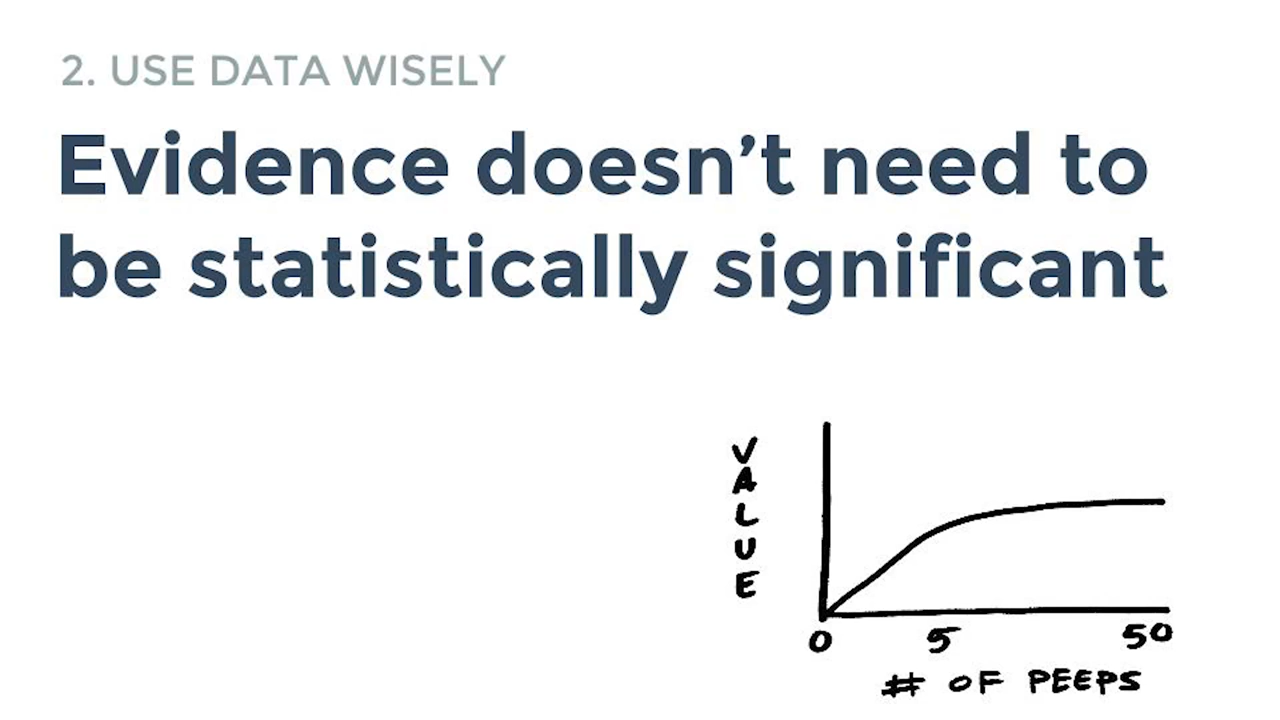 2. USE DATA WISELY
Evidence doesn’t need to
be statistically significant
VALUE
0 5 50
# OF PEEPS